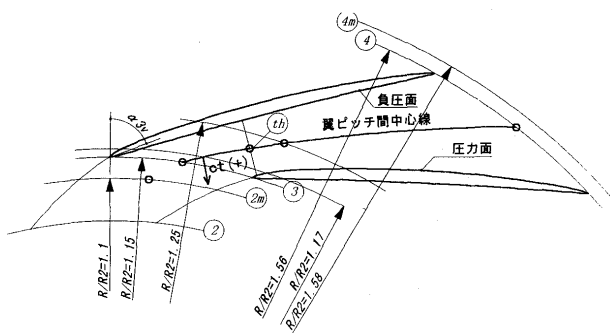 4m
4
負圧面
α3v
th
翼ピッチ間中心線
圧力面
αt(+)
3
2m
2
R/R2=1.1
R/R2=1.15
R/R2=1.25
R/R2=1.56
R/R2=1.17
R/R2=1.58